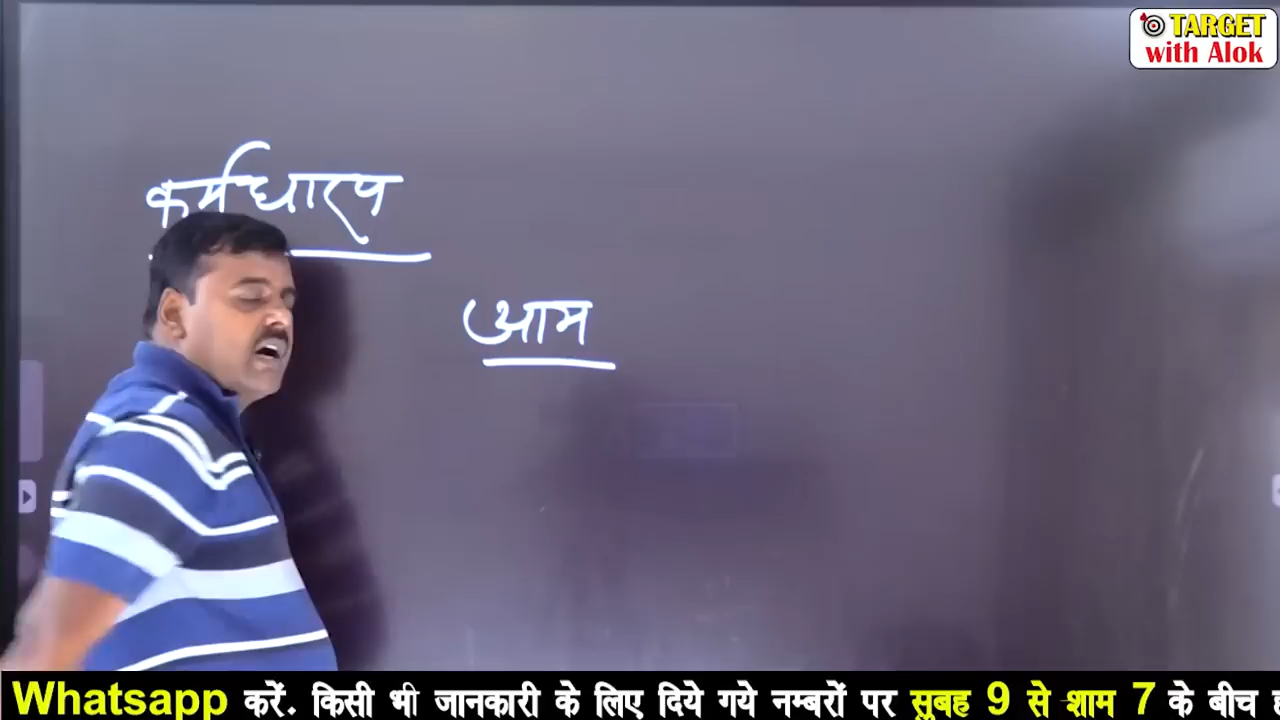 TARGET
with Alok
कर्मधारय
आम
Whatsapp करें. किसी भी जानकारी के लिए दिये गये नम्बरों पर सुबह 9 से शाम 7 के बीच